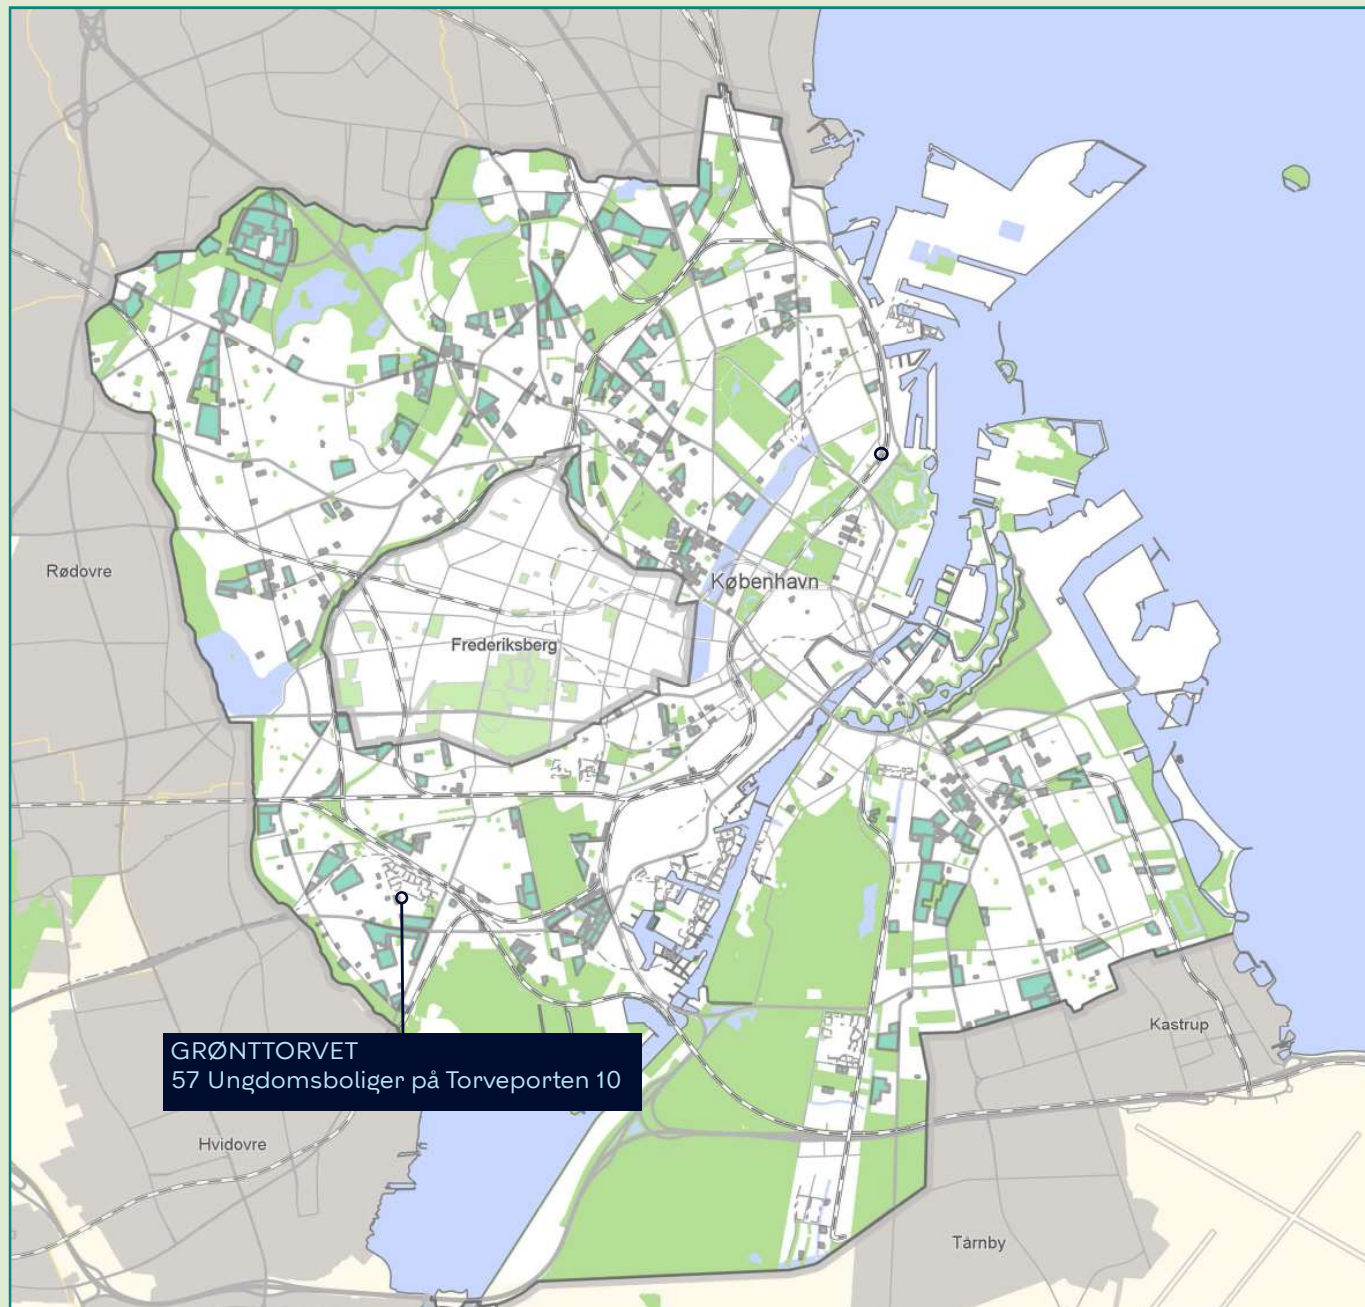 Rødovre
København
Frederiksberg
Kastrup
GRØNTTORVET
57 Ungdomsboliger på Torveporten 10
Hvidovre
Tårnby